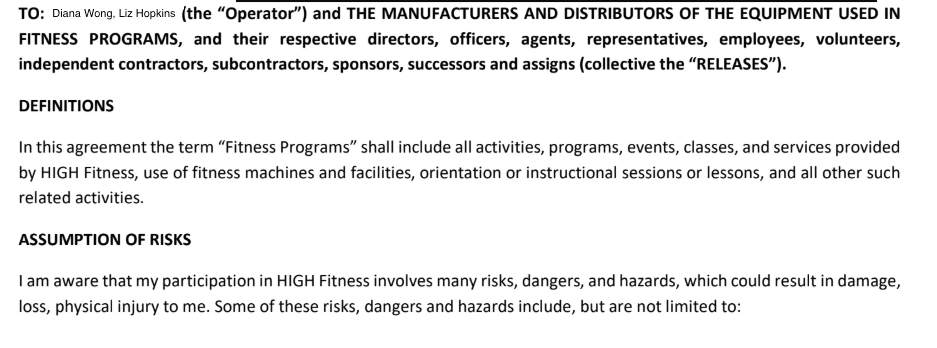 TO: Diana Wong, Liz Hopkins (the “Operator”) and THE MANUFACTURERS AND DISTRIBUTORS OF THE EQUIPMENT USED IN
FITNESS PROGRAMS, and their respective directors, officers, agents, representatives, employees, volunteers,
independent contractors, subcontractors, sponsors, successors and assigns (collective the “RELEASES”).
DEFINITIONS
In this agreement the term “Fitness Programs” shall include all activities, programs, events, classes, and services provided
by HIGH Fitness, use of fitness machines and facilities, orientation or instructional sessions or lessons, and all other such
related activities.
ASSUMPTION OF RISKS
I am aware that my participation in HIGH Fitness involves many risks, dangers, and hazards, which could result in damage,
loss, physical injury to me. Some of these risks, dangers and hazards include, but are not limited to: